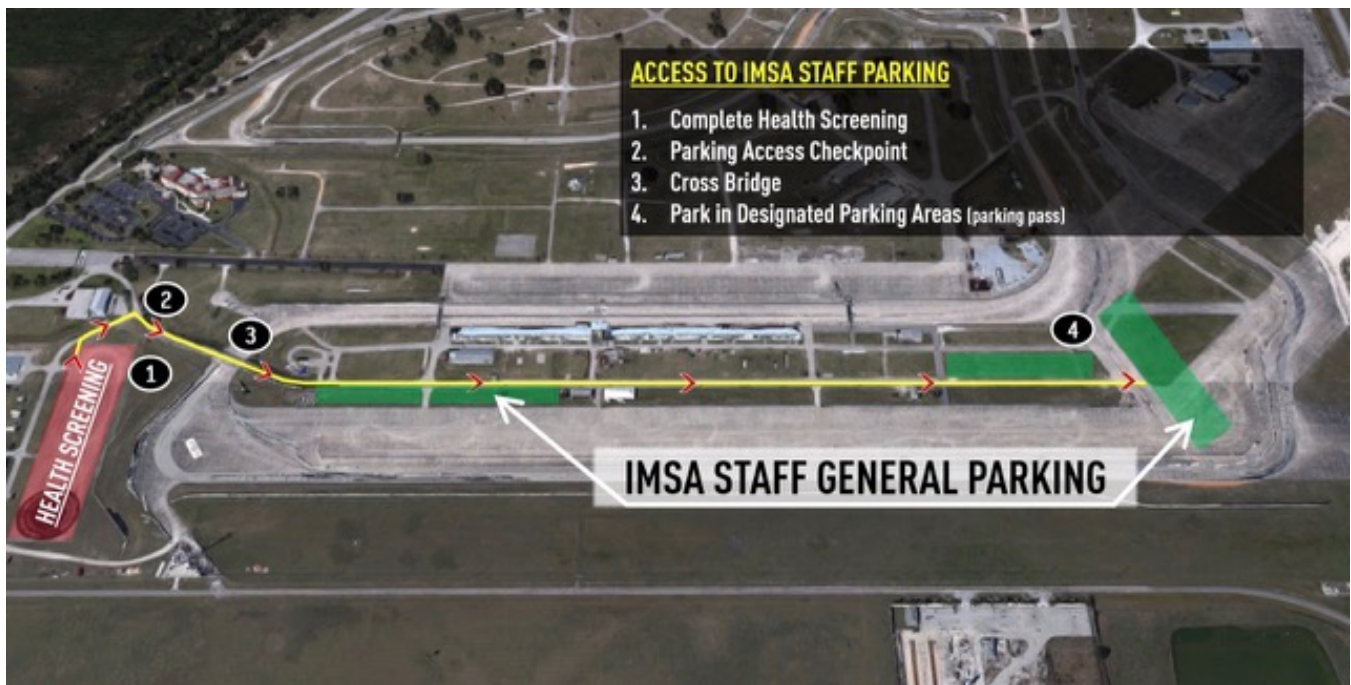 ACCESS TO IMSA STAFF PARKING
1. Complete Health Screening
2. Parking Access Checkpoint
3. Cross Bridge
4. Park in Designated Parking Areas (parking pass)
2
3
4
1
HEALTH SCREENING
IMSA STAFF GENERAL PARKING